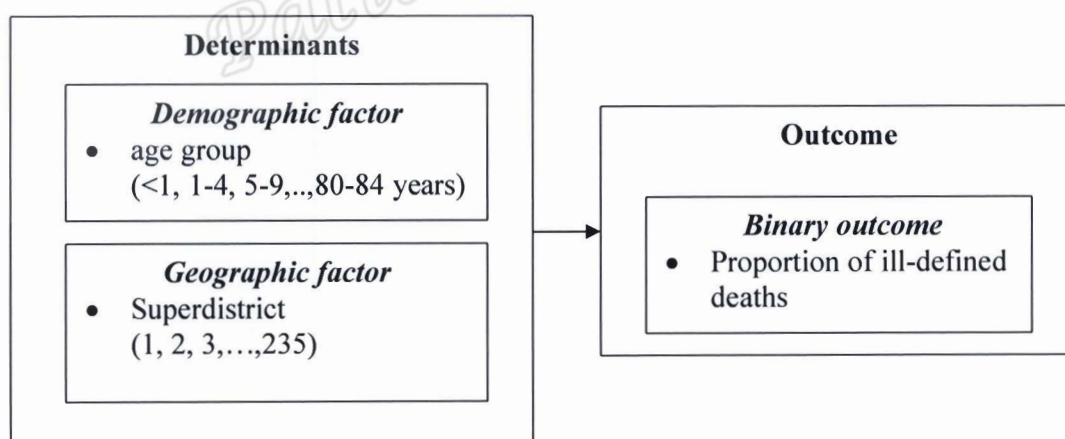 Determinants
Demographic factor
• age group
(<1, 1-4, 5-9,..,80-84 years)
Geographic factor
• Superdistrict
(1, 2, 3,…,235)
Outcome
Binary outcome
• Proportion of ill-defined
deaths